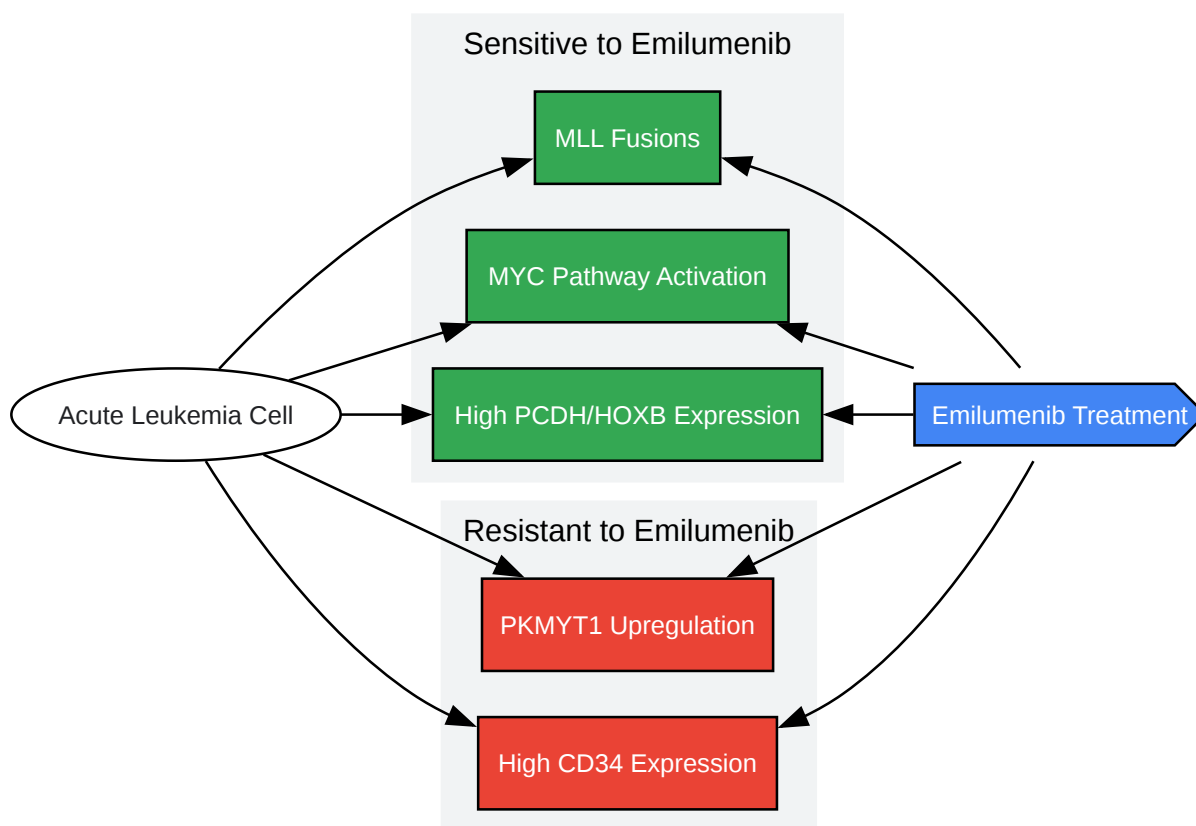 Sensitive to Emilumenib
MLL Fusions
MYC Pathway Activation
Acute Leukemia Cell
High PCDH/HOXB Expression
Emilumenib Treatment
Resistant to Emilumenib
PKMYT1 Upregulation
High CD34 Expression